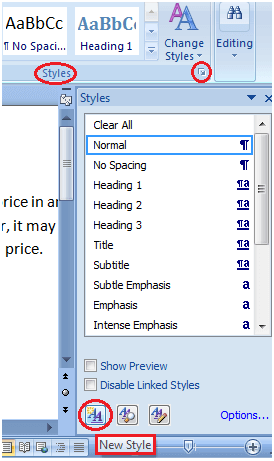 AaBbCc AaBbCc
¶ No Spaci... Heading 1
Change
Styles
Editing
Styles
Styles
rice in an
r, it may
price.
Clear All
Normal ¶
No Spacing ¶
Heading 1 ¶a
Heading 2 ¶a
Heading 3 ¶a
Title ¶a
Subtitle ¶a
Subtle Emphasis a
Emphasis a
Intense Emphasis a
Show Preview
Disable Linked Styles
Options...
New Style